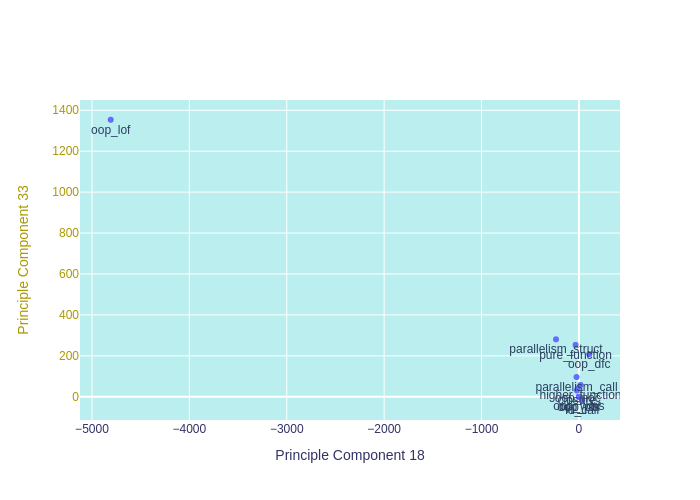 1400
1200
1000
800
600
400
200
0
Principle Component 33
oop_lof
parallelism_struct
pure_function
oop_dfc
parallelism_call
higher_function
−5000
−4000
−3000
−2000
−1000
0
Principle Component 18